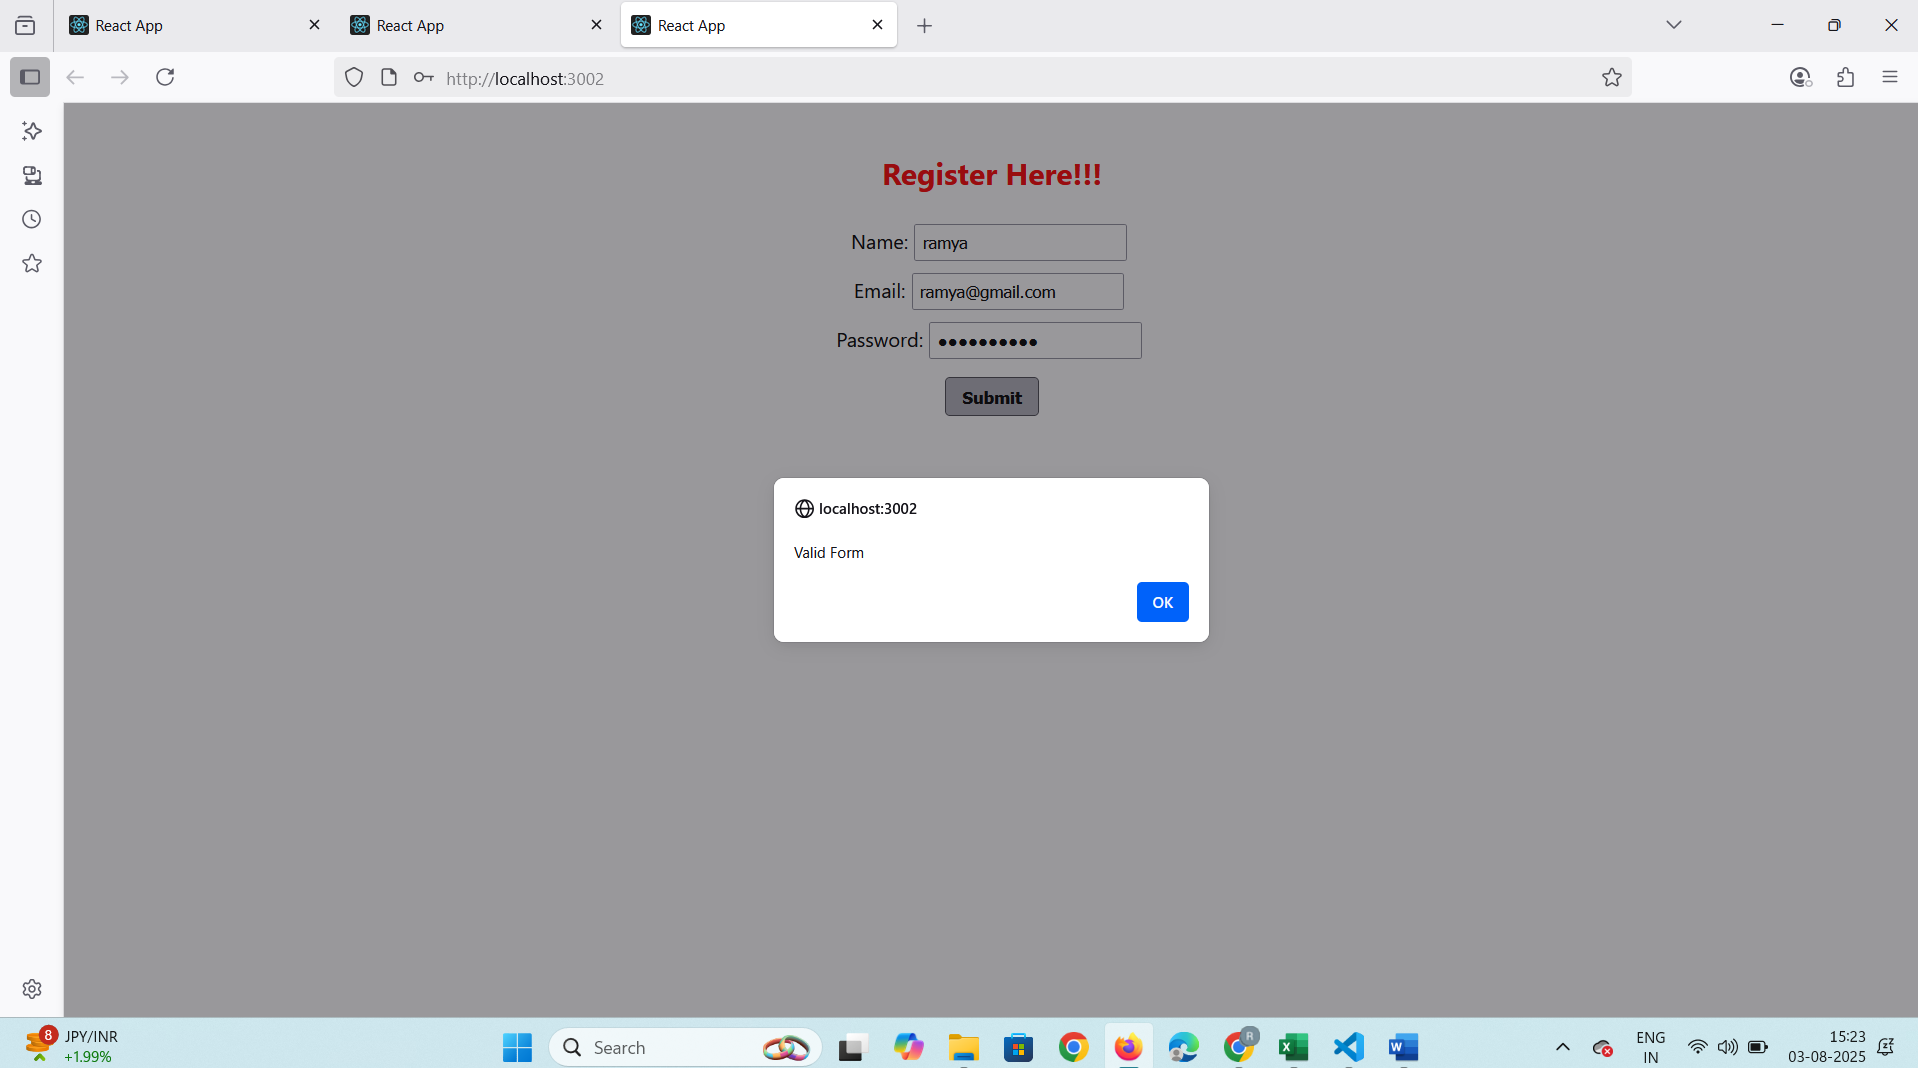 React App
React App
React App
http://localhost:3002
Register Here!!!
Name: ramya
Email: ramya@gmail.com
Password: ●●●●●●●●●●
Submit
localhost:3002
Valid Form
OK
8
JPY/INR
+1.99%
Search
R
ENG
IN
15:23
03-08-2025